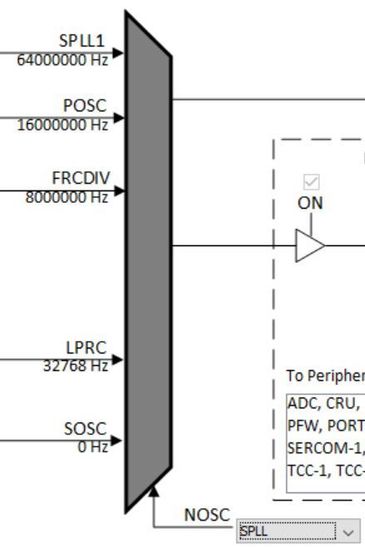 SPLL1
64000000 Hz
POSC
16000000 Hz
FRCDIV
8000000 Hz
ON
LPRC
32768 Hz
To Peripher
ADC, CRU,
PFW, PORT
SERCOM-1,
TCC-1, TCC-
SOSC
0 Hz
NOSC
SPLL